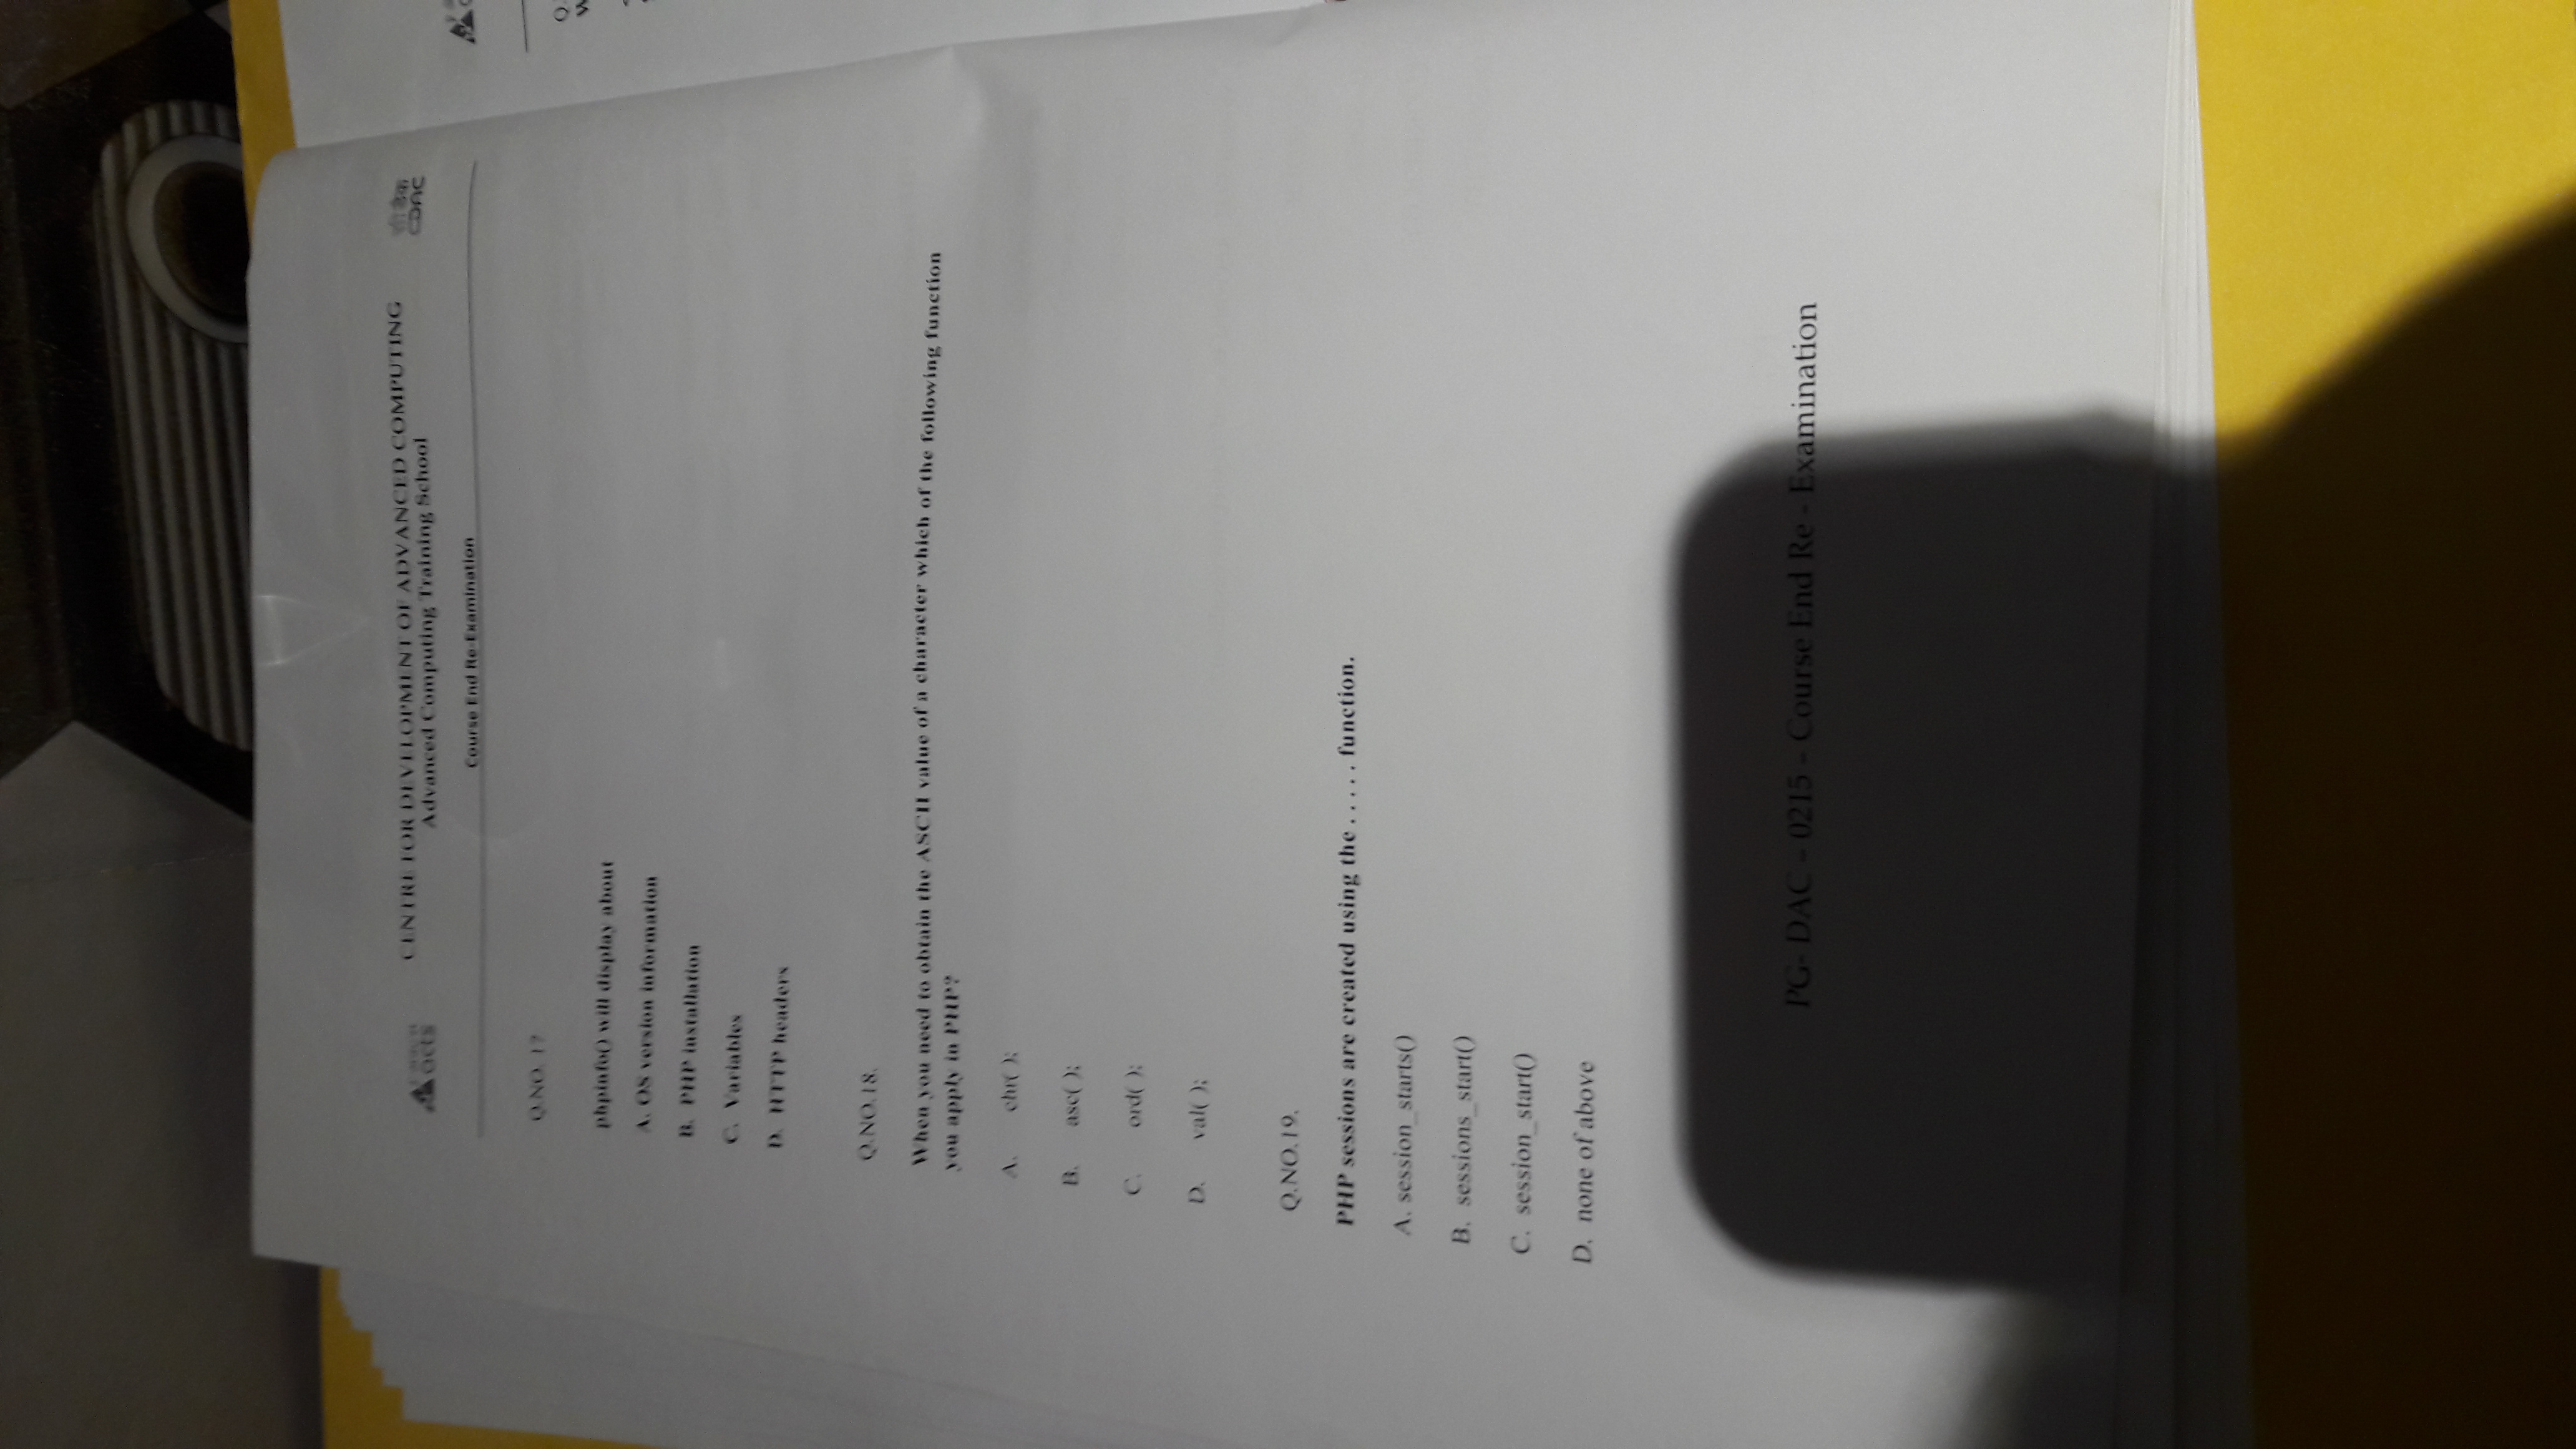 acts
CENTRE FOR DEVELOPMENT OF ADVANCED COMPUTING
Advanced Computing Training School
सी डैक
CDAC
Course End Re-Examination
Q.NO. 17
phpinfo() will display about
A. OS version information
B. PHP installation
C. Variables
D. HTTP headers
Q.NO.18.
When you need to obtain the ASCII value of a character which of the following function
you apply in PHP?
A. chr( );
B. asc( );
C. ord( );
D. val( );
Q.NO.19.
PHP sessions are created using the . . . . . function.
A. session_starts()
B. sessions_start()
C. session_start()
D. none of above
PG- DAC – 0215 – Course End Re – Examination